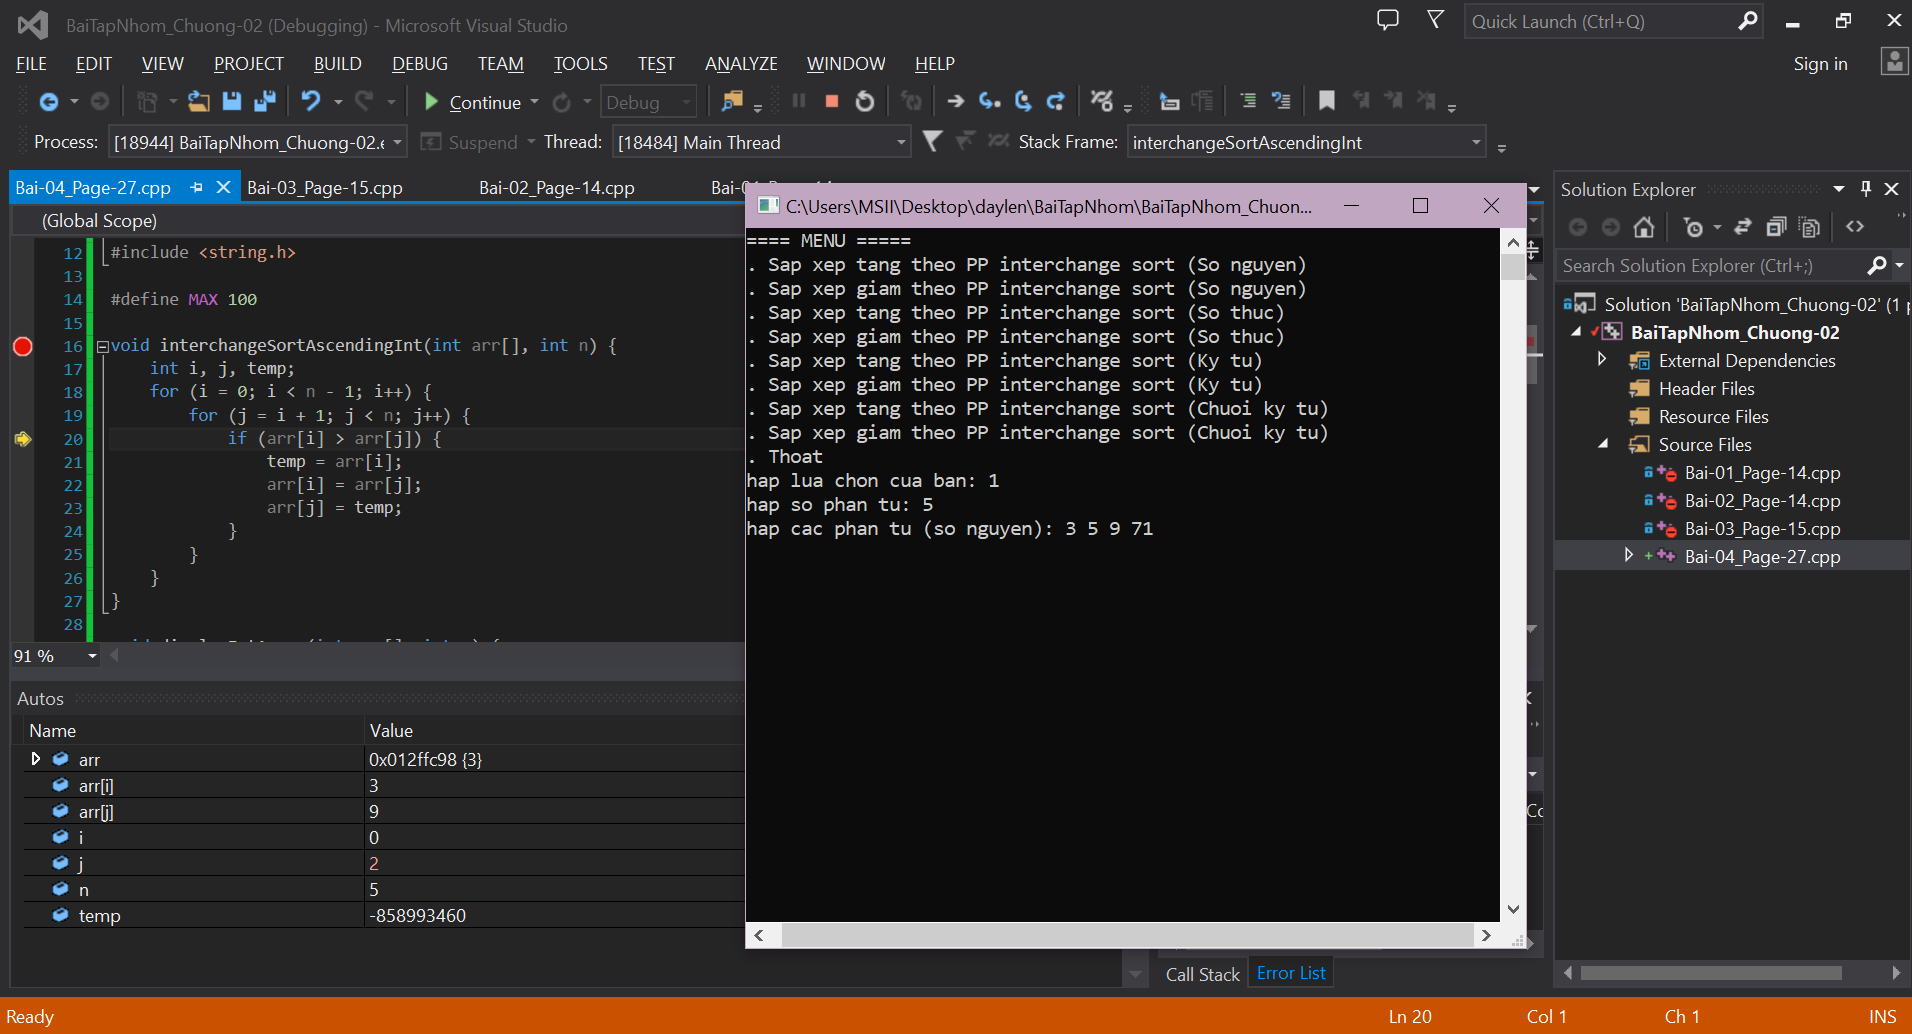 BaiTapNhom_Chuong-02 (Debugging) - Microsoft Visual Studio
Quick Launch (Ctrl+Q)
FILE EDIT VIEW PROJECT BUILD DEBUG TEAM TOOLS TEST ANALYZE WINDOW HELP
Sign in
Continue
Debug
Process: [18944] BaiTapNhom_Chuong-02.e
Suspend
Thread: [18484] Main Thread
Stack Frame: interchangeSortAscendingInt
Bai-04_Page-27.cpp
Bai-03_Page-15.cpp
Bai-02_Page-14.cpp
(Global Scope)
12 #include <string.h>
13
14 #define MAX 100
15
16 void interchangeSortAscendingInt(int arr[], int n) {
17 int i, j, temp;
18 for (i = 0; i < n - 1; i++) {
19 for (j = i + 1; j < n; j++) {
20 if (arr[i] > arr[j]) {
21 temp = arr[i];
22 arr[i] = arr[j];
23 arr[j] = temp;
24 }
25 }
26 }
27 }
28
91 %
Autos
Name Value
arr 0x012ffc98 {3}
arr[i] 3
arr[j] 9
i 0
j 2
n 5
temp -858993460
C:\Users\MSII\Desktop\daylen\BaiTapNhom\BaiTapNhom_Chuon...
==== MENU =====
. Sap xep tang theo PP interchange sort (So nguyen)
. Sap xep giam theo PP interchange sort (So nguyen)
. Sap xep tang theo PP interchange sort (So thuc)
. Sap xep giam theo PP interchange sort (So thuc)
. Sap xep tang theo PP interchange sort (Ky tu)
. Sap xep giam theo PP interchange sort (Ky tu)
. Sap xep tang theo PP interchange sort (Chuoi ky tu)
. Sap xep giam theo PP interchange sort (Chuoi ky tu)
. Thoat
hap lua chon cua ban: 1
hap so phan tu: 5
hap cac phan tu (so nguyen): 3 5 9 71
Call Stack
Error List
Solution Explorer
Search Solution Explorer (Ctrl+;)
Solution 'BaiTapNhom_Chuong-02' (1 p
BaiTapNhom_Chuong-02
External Dependencies
Header Files
Resource Files
Source Files
Bai-01_Page-14.cpp
Bai-02_Page-14.cpp
Bai-03_Page-15.cpp
Bai-04_Page-27.cpp
Ready
Ln 20
Col 1
Ch 1
INS